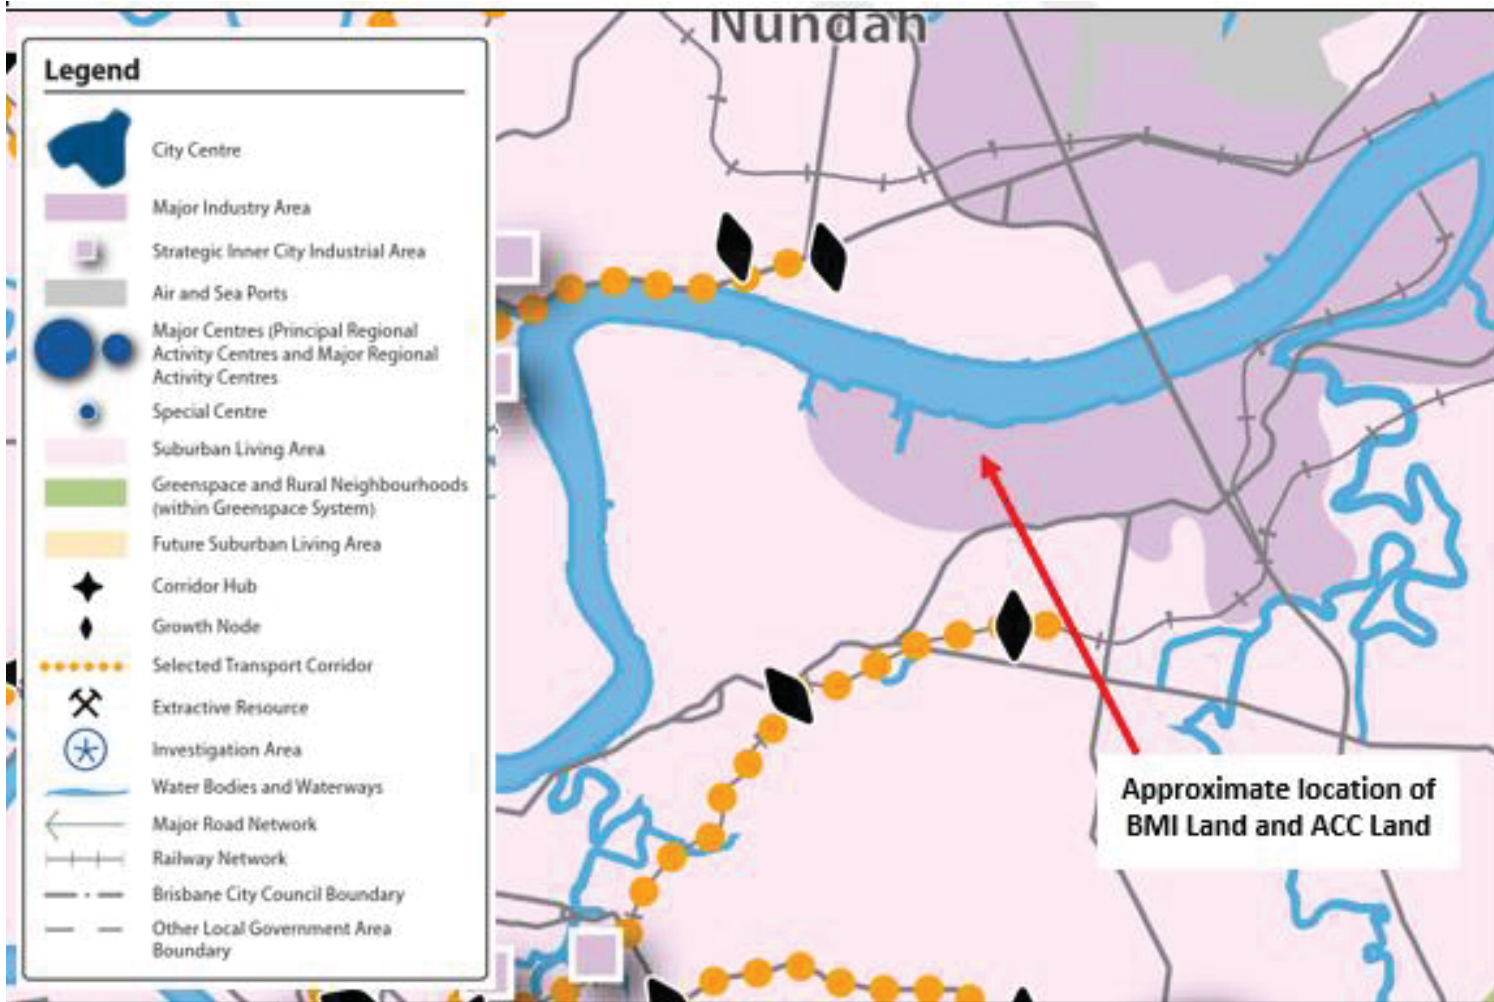 Nundah
Legend
City Centre
Major Industry Area
Strategic Inner City Industrial Area
Air and Sea Ports
Major Centres (Principal Regional
Activity Centres and Major Regional
Activity Centres
Special Centre
Suburban Living Area
Greenspace and Rural Neighbourhoods
(within Greenspace System)
Future Suburban Living Area
Corridor Hub
Growth Node
Selected Transport Corridor
Extractive Resource
Investigation Area
Water Bodies and Waterways
Major Road Network
Railway Network
Brisbane City Council Boundary
Other Local Government Area
Boundary
Approximate location of
BMI Land and ACC Land